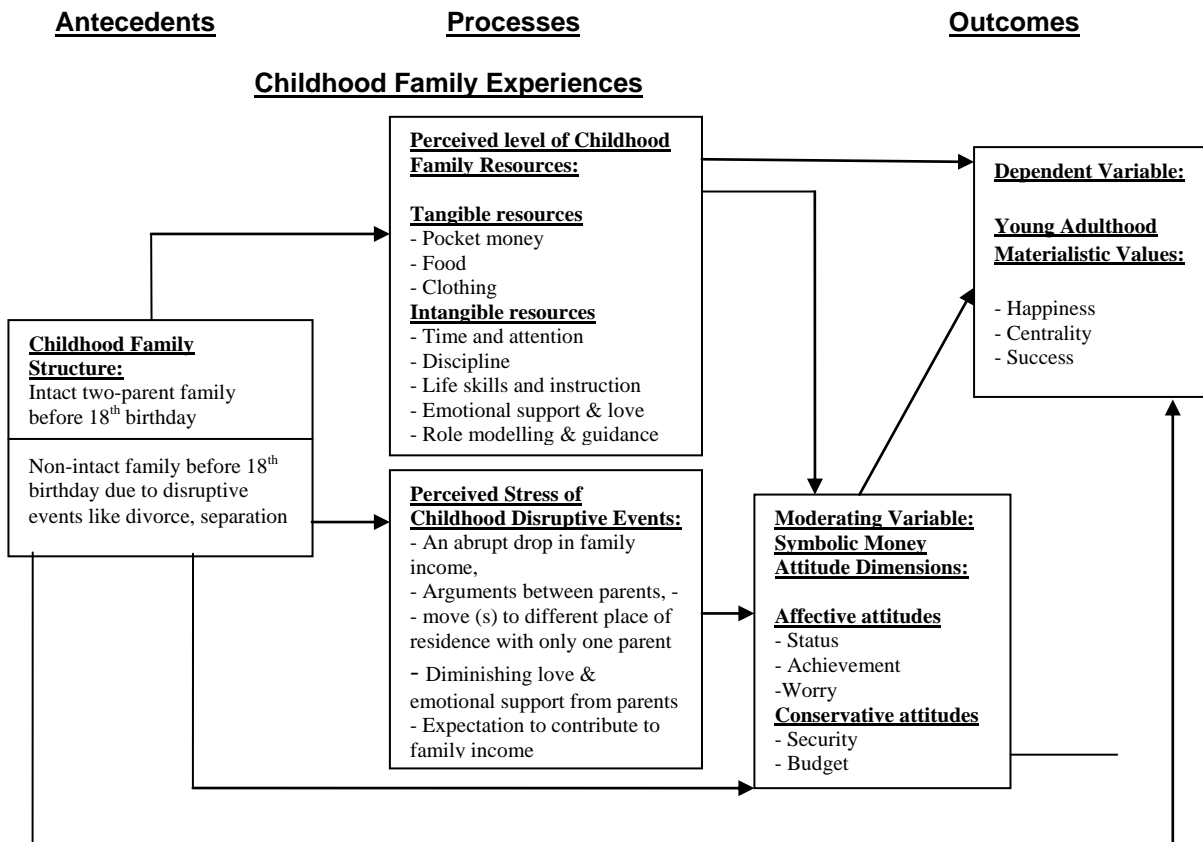 Antecedents
Processes
Outcomes
Childhood Family Experiences
Childhood Family
Structure:
Intact two-parent family
before 18th birthday
Non-intact family before 18th
birthday due to disruptive
events like divorce, separation
Perceived level of Childhood
Family Resources:
Tangible resources
- Pocket money
- Food
- Clothing
Intangible resources
- Time and attention
- Discipline
- Life skills and instruction
- Emotional support & love
- Role modelling & guidance
Perceived Stress of
Childhood Disruptive Events:
- An abrupt drop in family
income,
- Arguments between parents, -
- move (s) to different place of
residence with only one parent
- Diminishing love &
emotional support from parents
- Expectation to contribute to
family income
Moderating Variable:
Symbolic Money
Attitude Dimensions:
Affective attitudes
- Status
- Achievement
-Worry
Conservative attitudes
- Security
- Budget
Dependent Variable:
Young Adulthood
Materialistic Values:
- Happiness
- Centrality
- Success